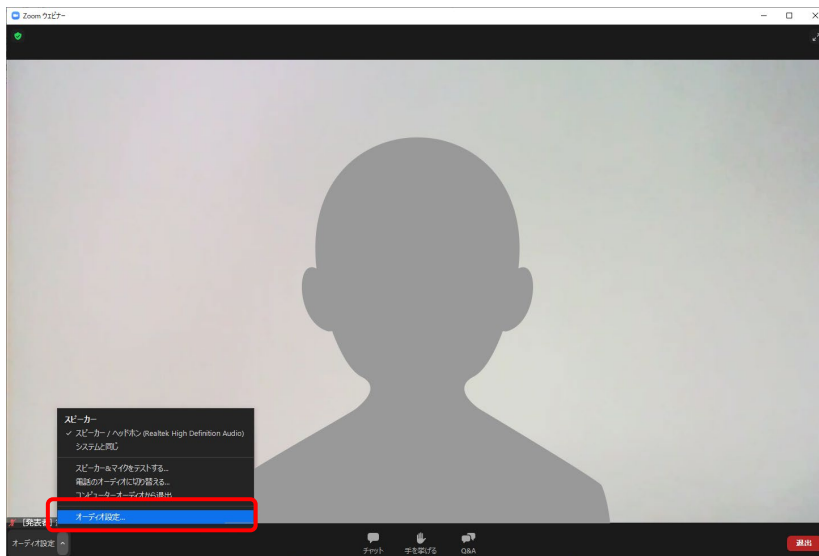 Zoom ウェビナー
スピーカー
✓ スピーカー / ヘッドホン (Realtek High Definition Audio)
システムと同じ
スピーカー&マイクをテストする...
電話のオーディオに切り替える...
コンピューターオーディオから退出
オーディオ設定...
[発表者]
オーディオ設定
チャット
手を挙げる
Q&A
退出